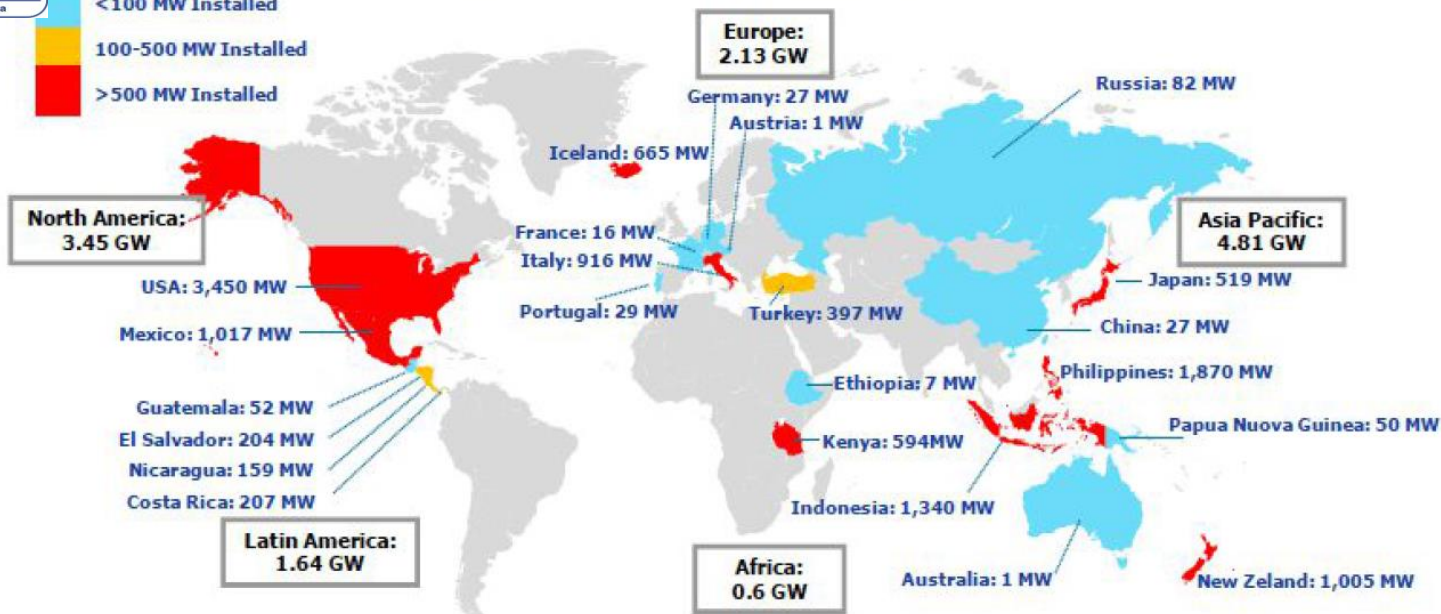 a
<100 MW Installed
100-500 MW Installed
>500 MW Installed
Europe:
2.13 GW
Russia: 82 MW
Germany: 27 MW
Austria: 1 MW
Iceland: 665 MW
North America:
3.45 GW
Asia Pacific:
4.81 GW
France: 16 MW
Italy: 916 MW
Portugal: 29 MW
Turkey: 397 MW
USA: 3,450 MW
Mexico: 1,017 MW
Japan: 519 MW
China: 27 MW
Philippines: 1,870 MW
Ethiopia: 7 MW
Guatemala: 52 MW
El Salvador: 204 MW
Nicaragua: 159 MW
Costa Rica: 207 MW
Papua Nuova Guinea: 50 MW
Kenya: 594MW
Indonesia: 1,340 MW
Latin America:
1.64 GW
Africa:
0.6 GW
Australia: 1 MW
New Zeland: 1,005 MW